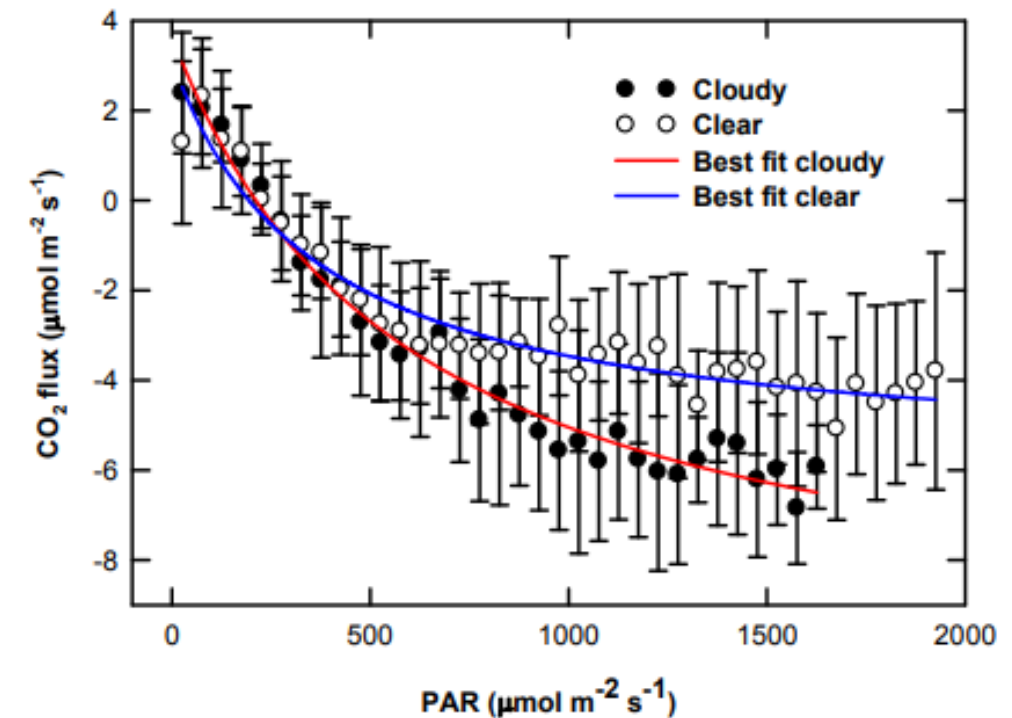 4
2
0
-2
-4
-6
-8
CO₂ flux (μmol m⁻² s⁻¹)
Cloudy
Clear
Best fit cloudy
Best fit clear
0 500 1000 1500 2000
PAR (μmol m⁻² s⁻¹)